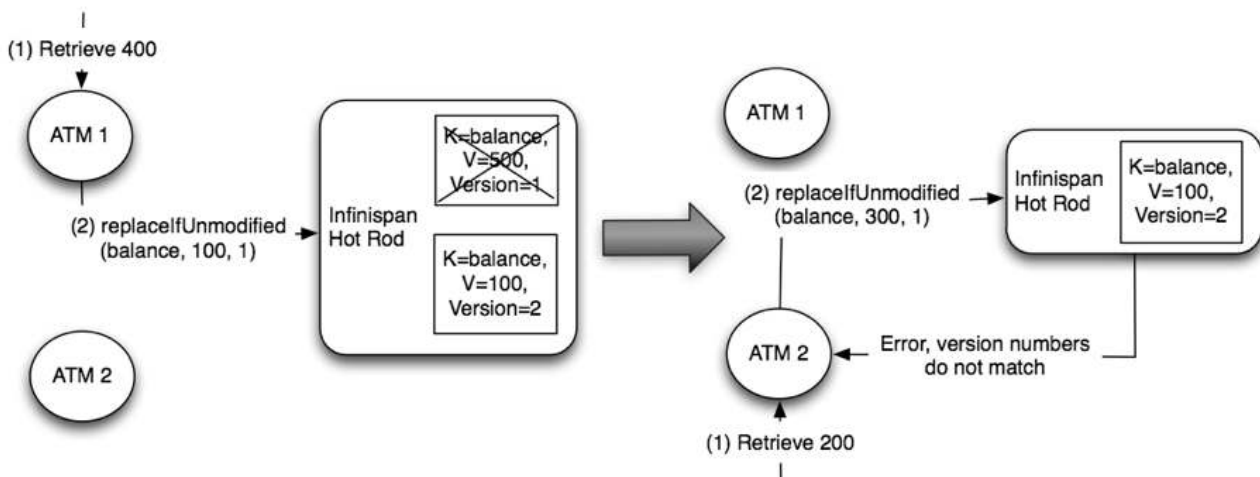 (1) Retrieve 400
ATM 1
(2) replaceIfUnmodified
(balance, 100, 1)
Infinispan
Hot Rod
K=balance,
V=500,
Version=1
K=balance,
V=100,
Version=2
ATM 2
ATM 1
(2) replaceIfUnmodified
(balance, 300, 1)
Infinispan
Hot Rod
K=balance,
V=100,
Version=2
ATM 2
Error, version numbers
do not match
(1) Retrieve 200